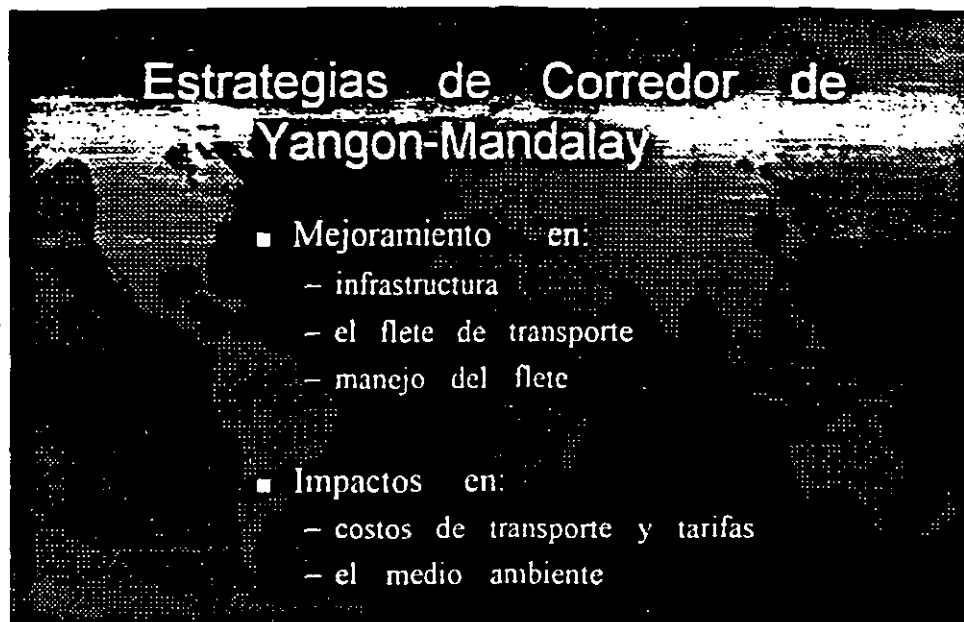 Estrategias de Corredor de
Yangon-Mandalay
■ Mejoramiento en:
– infrastructura
– el flete de transporte
– manejo del flete
■ Impactos en:
– costos de transporte y tarifas
– el medio ambiente